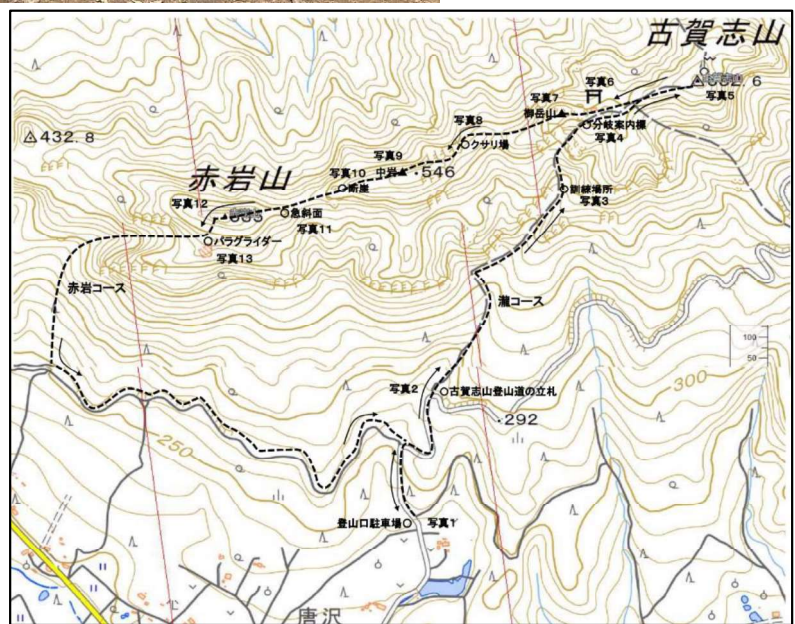 古賀志山
582.6
写真5
写真6
写真7
御岳山
分岐案内標
写真4
写真8
クサリ場
432.8
写真9
中岩
546
写真10
断崖
赤岩山
写真12
急斜面
写真11
パラグライダー
写真13
訓練場所
写真3
赤岩コース
瀧コース
100
50
写真2
古賀志山登山道の立札
300
292
250
登山口駐車場
写真1
唐沢